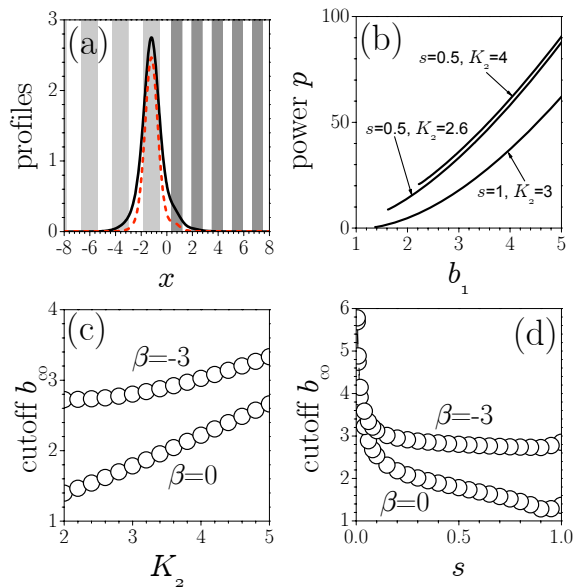 (a)
profiles
3
2
1
0
-8 -6 -4 -2 0 2 4 6 8
x
(b)
power p
100
50
0
s=0.5, K₂=4
s=0.5, K₂=2.6
s=1, K₂=3
1 2 3 4 5
b₁
(c)
cutoff b_co
4
3
2
1
β=-3
β=0
2 3 4 5
K₂
(d)
cutoff b_co
6
5
4
3
2
1
β=-3
β=0
0.0 0.5 1.0
s